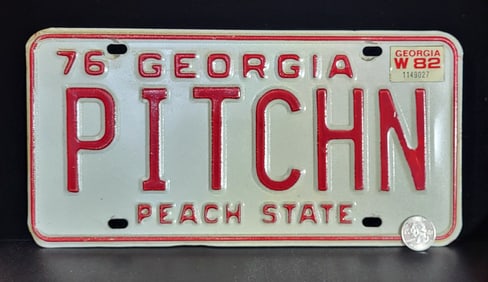 76 GEORGIA
GEORGIA
W 82
1149027
PITCHN
PEACH STATE